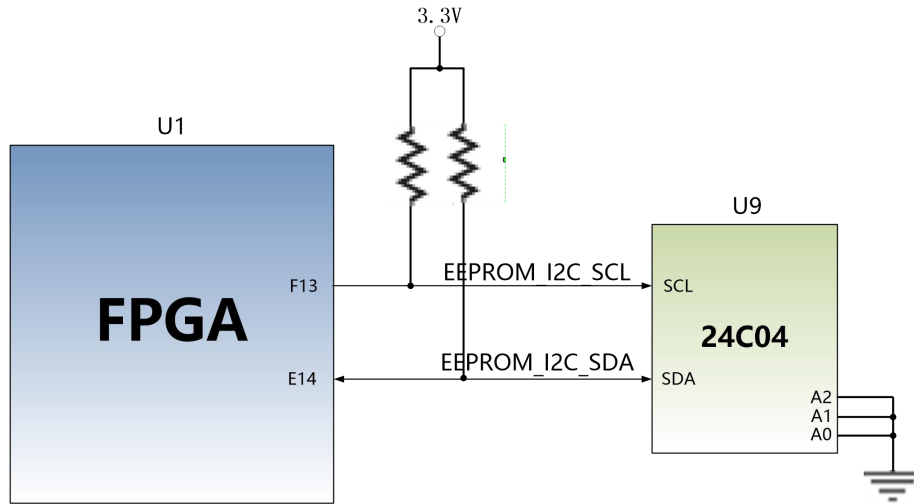 3.3V
U1
U9
F13
EEPROM_I2C_SCL
SCL
FPGA
24C04
E14
EEPROM_I2C_SDA
SDA
A2
A1
A0